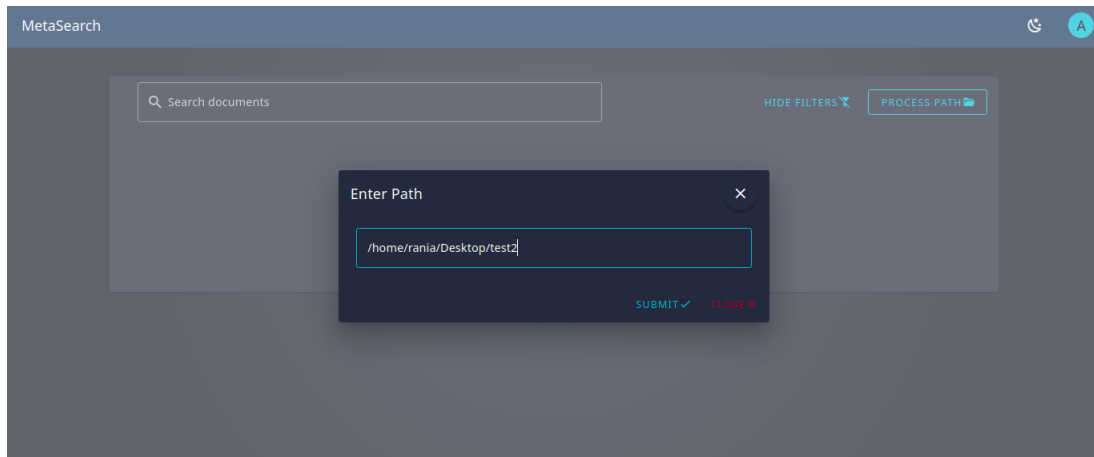 MetaSearch
A
Search documents
HIDE FILTERS
PROCESS PATH
Enter Path
/home/rania/Desktop/test2
SUBMIT
CLOSE